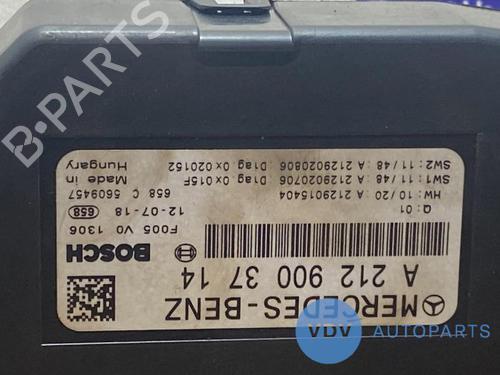 MERCEDES-BENZ
A 212 900 37 14
BOSCH
F005 V0 1306
12-07-18 658
658 C 5609457
Made in
Hungary
Q:01
HW:10/20 A 2129015404
SW1:11/48 A 2129020706 Diag:0x015F
SW2:11/48 A 2129020806 Diag:0x020152
B-PARTS
VDV AUTOPARTS